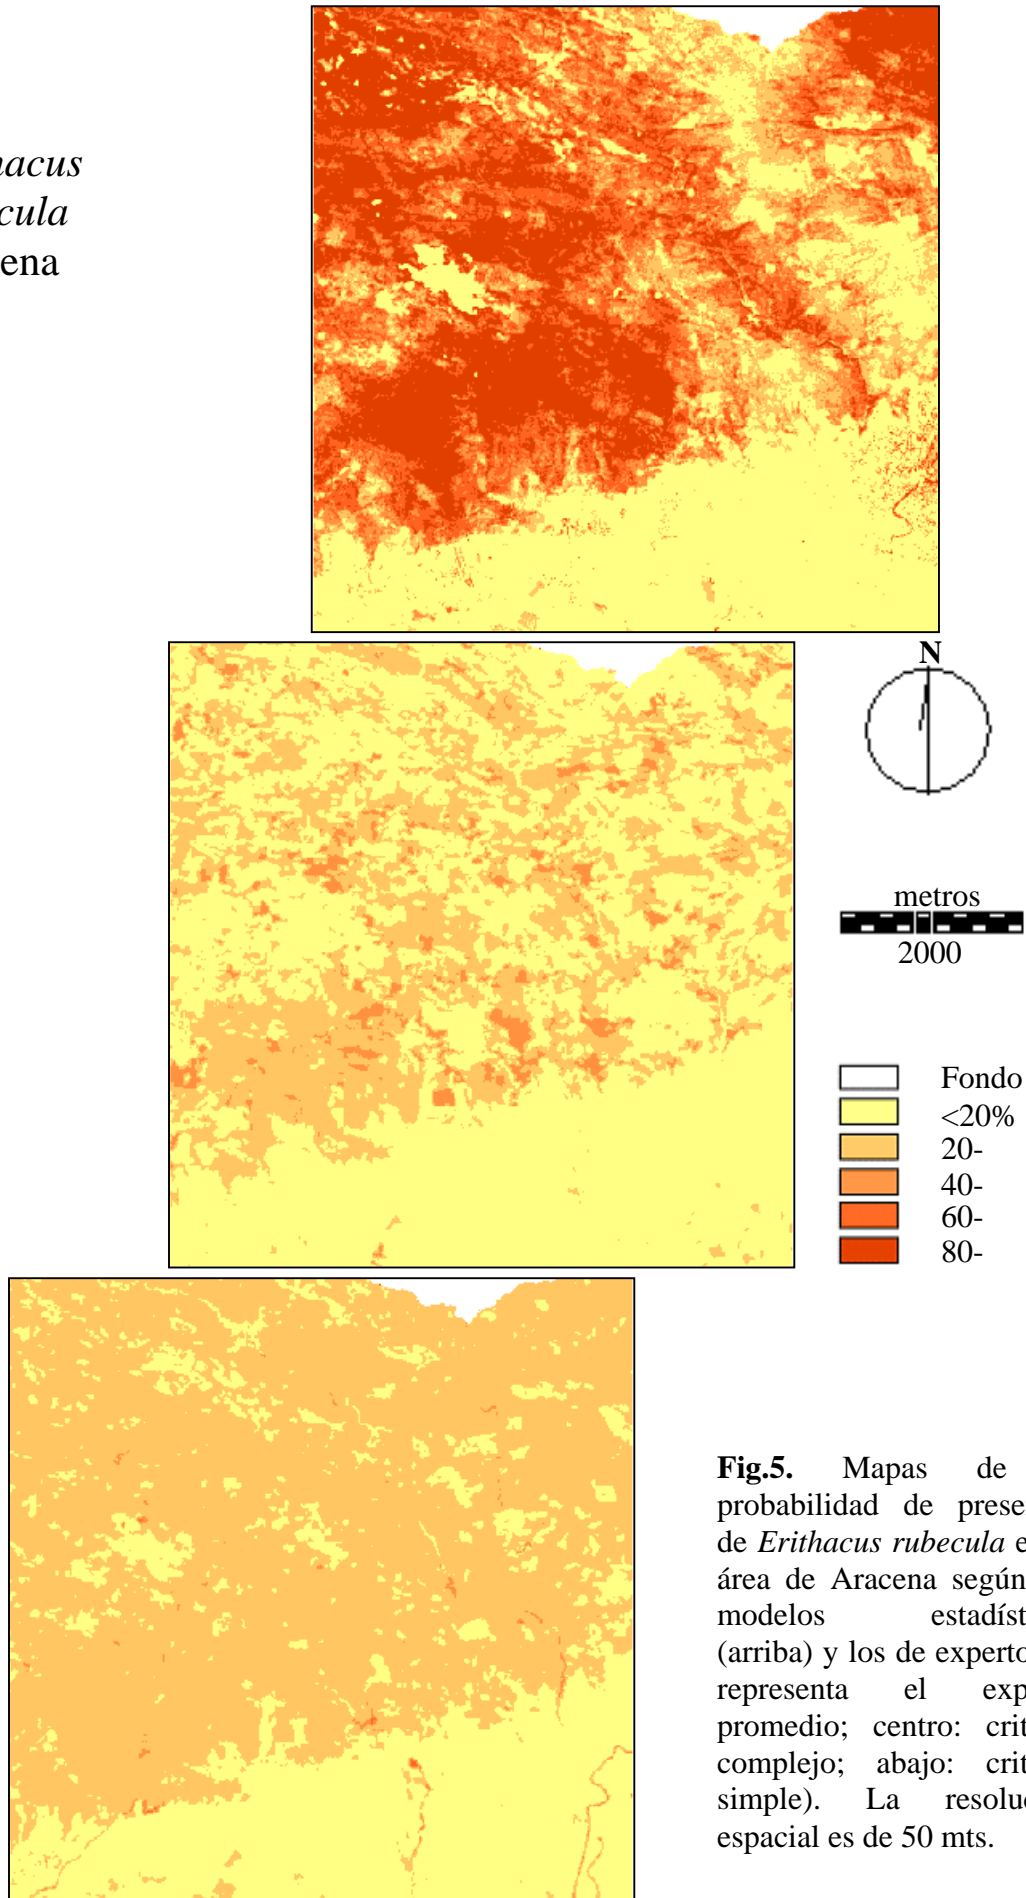 nacus
cula
ena
N
metros
2000
Fondo
<20%
20-
40-
60-
80-
Fig.5. Mapas de
probabilidad de prese
de Erithacus rubecula e
área de Aracena según
modelos estadíst
(arriba) y los de experto
representa el exp
promedio; centro: crit
complejo; abajo: crit
simple). La resoluc
espacial es de 50 mts.